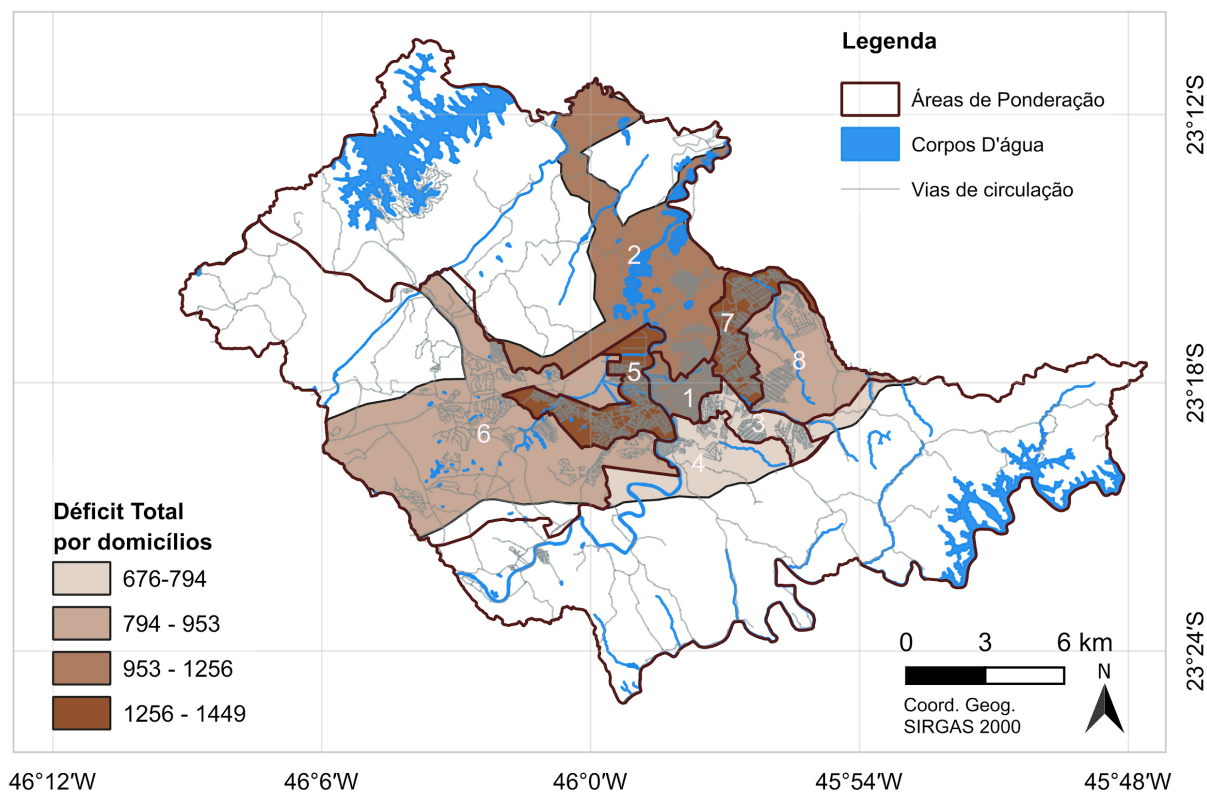 Legenda
Áreas de Ponderação
Corpos D'água
Vias de circulação
23°12'S
2
7
8
5
1
3
6
4
23°18'S
Déficit Total
por domicílios
676-794
794 - 953
953 - 1256
1256 - 1449
0 3 6 km
N
Coord. Geog.
SIRGAS 2000
23°24'S
46°12'W 46°6'W 46°0'W 45°54'W 45°48'W